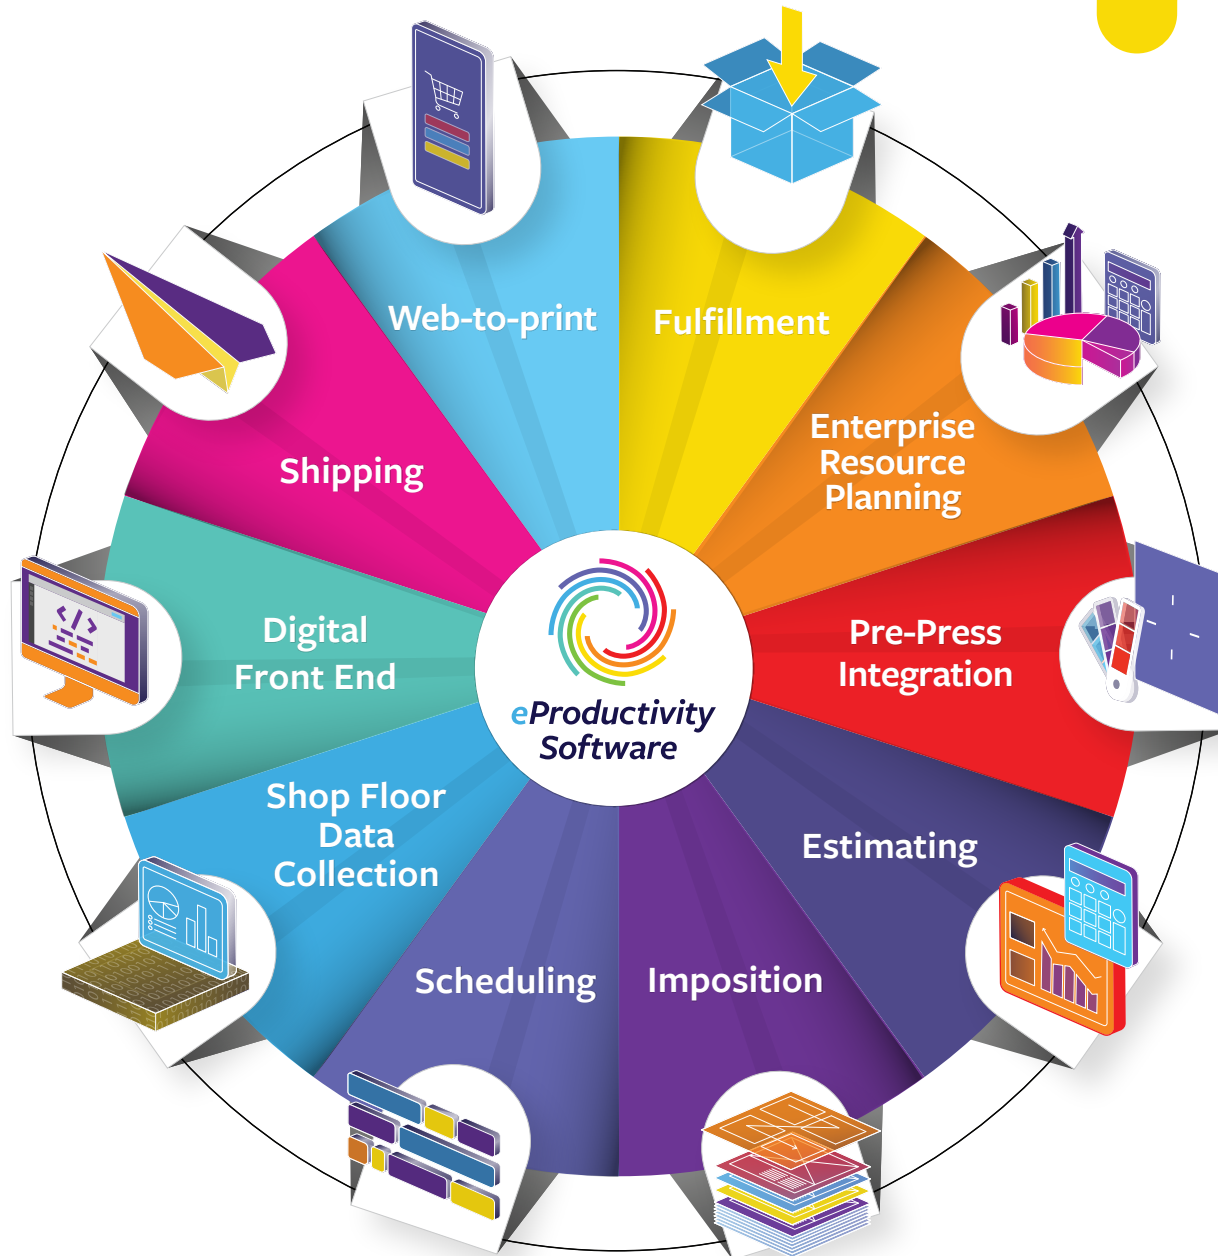 Web-to-print
Fulfillment
Enterprise
Resource
Planning
Shipping
Digital
Front End
Pre-Press
Integration
eProductivity
Software
Shop Floor
Data
Collection
Estimating
Scheduling
Imposition